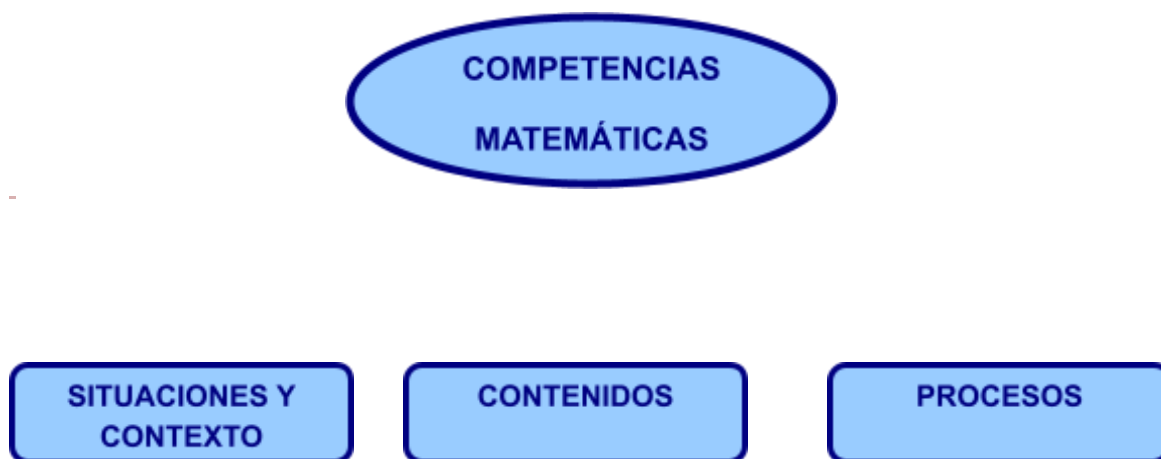 COMPETENCIAS
MATEMÁTICAS
SITUACIONES Y
CONTEXTO
CONTENIDOS
PROCESOS